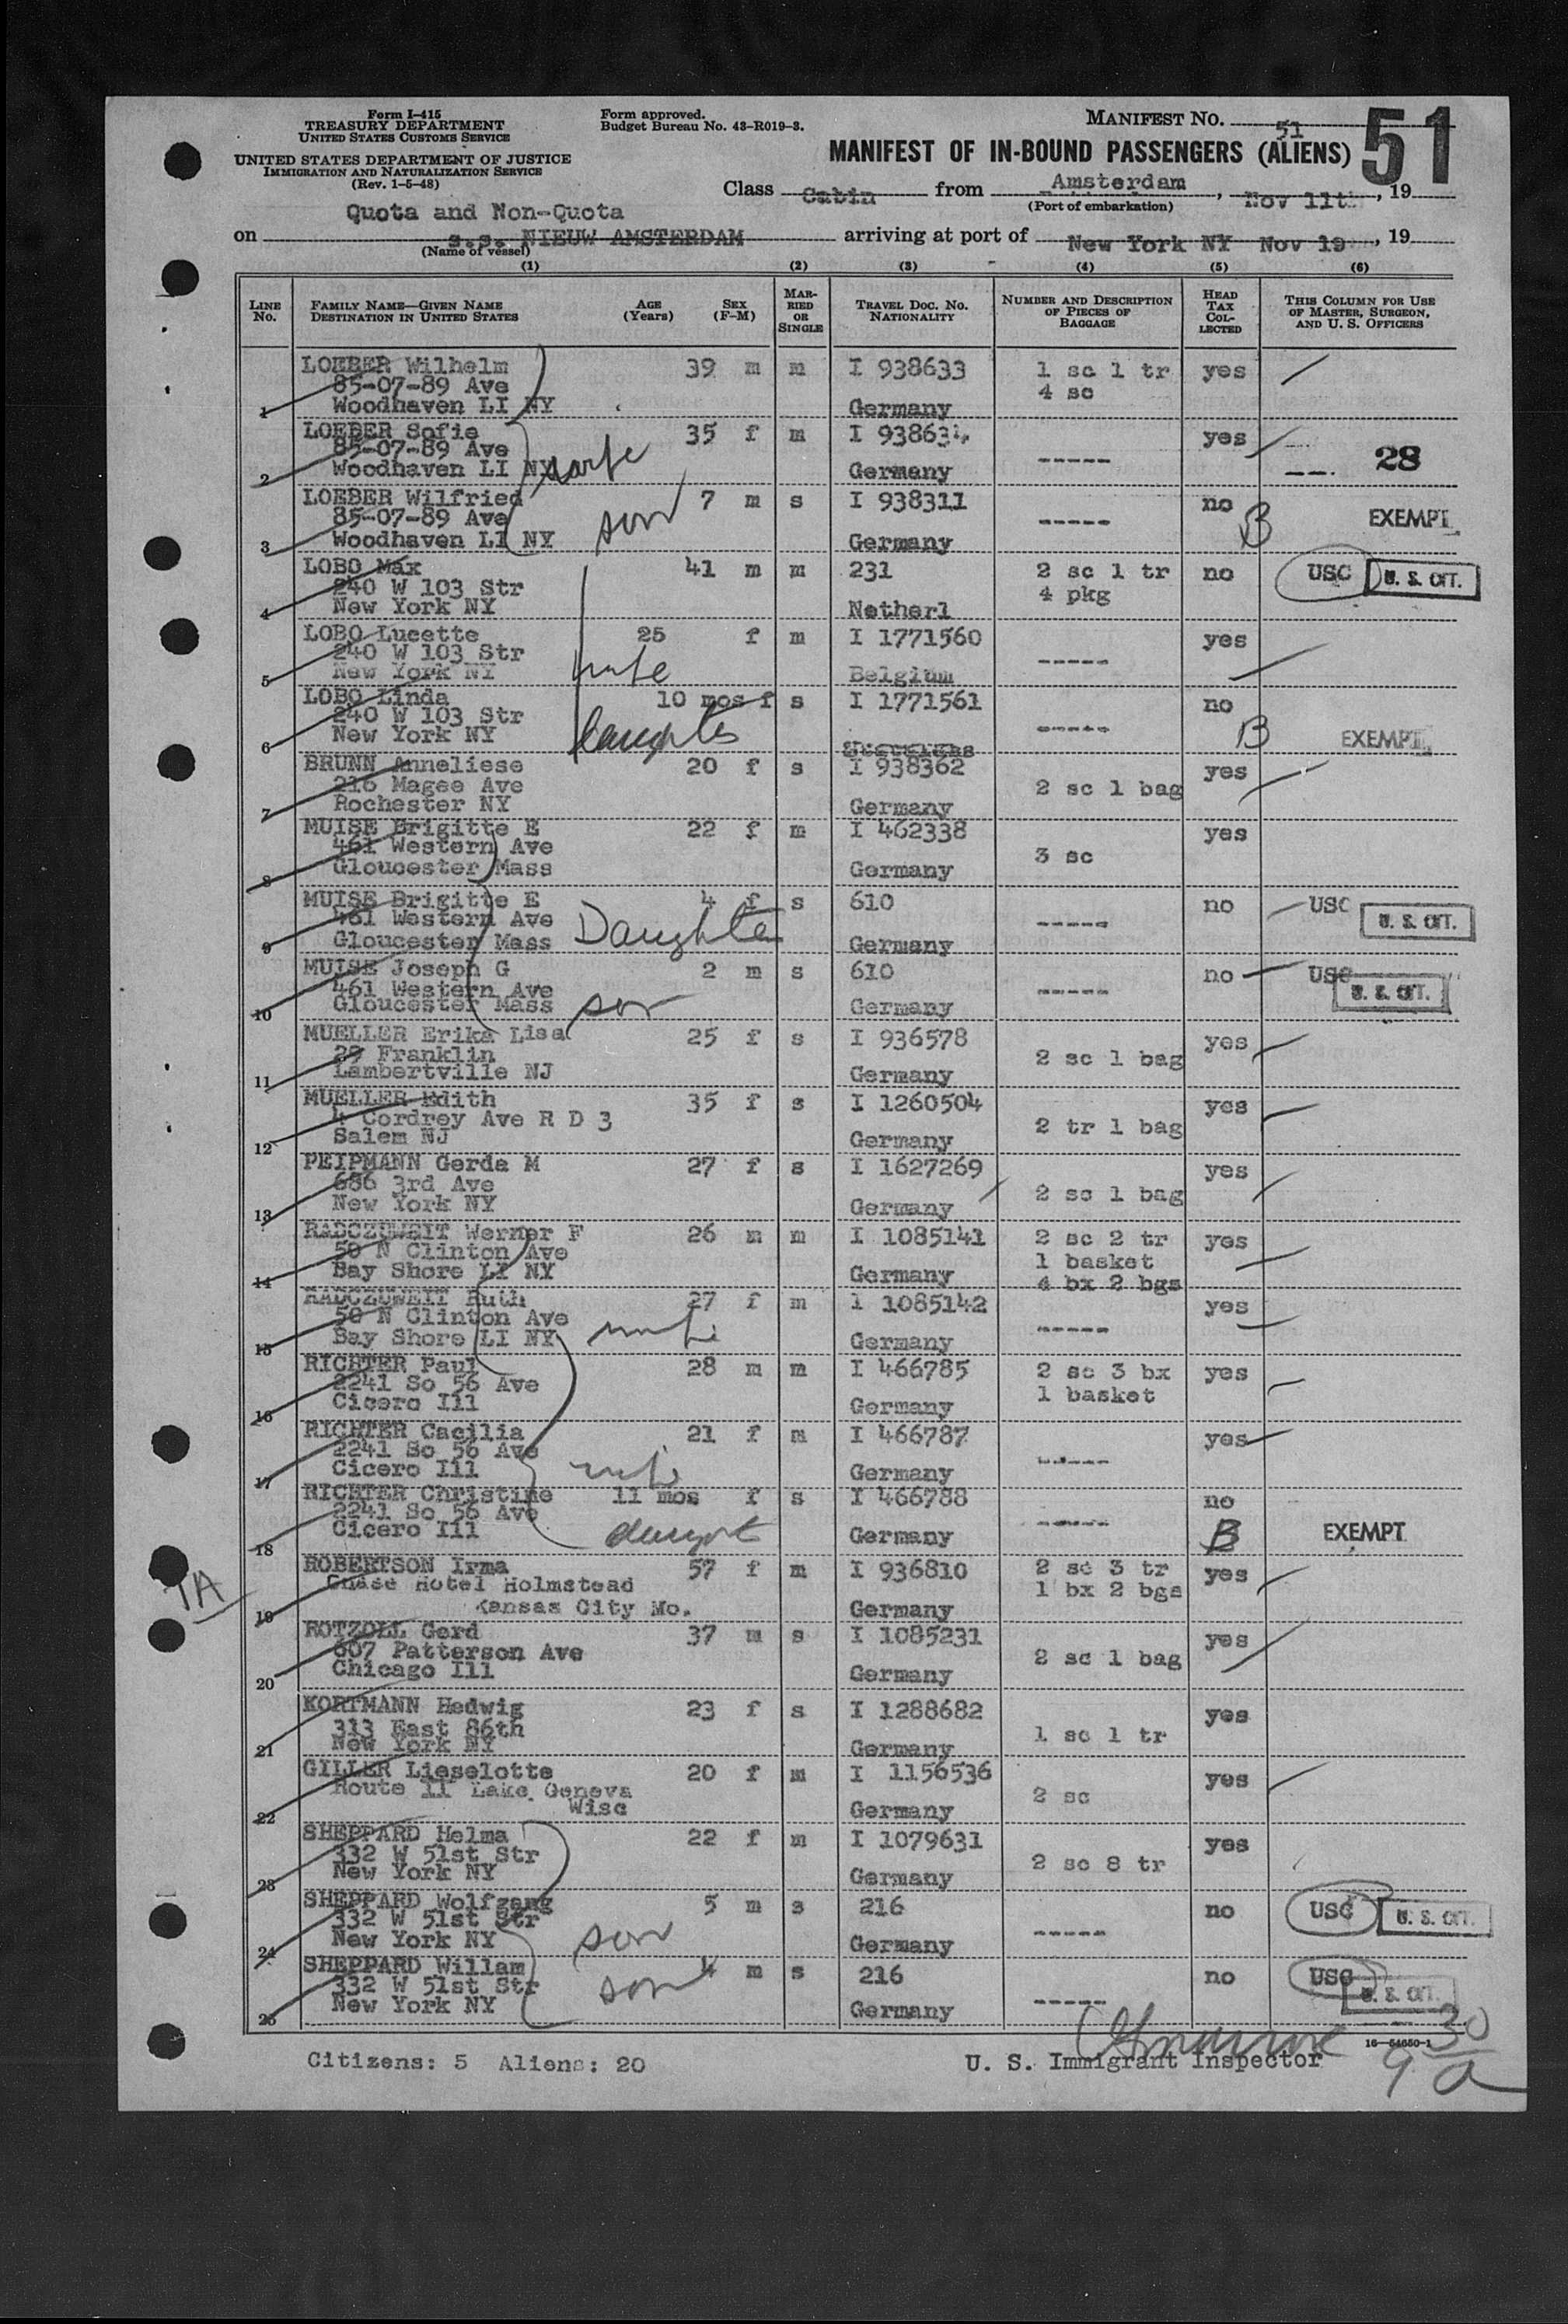 Form I-415
TREASURY DEPARTMENT
UNITED STATES CUSTOMS SERVICE
UNITED STATES DEPARTMENT OF JUSTICE
IMMIGRATION AND NATURALIZATION SERVICE
(Rev. 1-5-48)
Form approved.
Budget Bureau No. 43-R019-3.
MANIFEST NO. 51
51
MANIFEST OF IN-BOUND PASSENGERS (ALIENS)
Class Cabin from Amsterdam, Nov 11th, 19
(Port of embarkation)
Quota and Non-Quota
on s.s. NIEUW AMSTERDAM arriving at port of New York NY Nov 19, 19
(Name of vessel)
(1) (2) (3) (4) (5) (6)
LINE No. FAMILY NAME—GIVEN NAME DESTINATION IN UNITED STATES AGE (Years) SEX (F-M) MARRIED OR SINGLE TRAVEL DOC. NO. NATIONALITY NUMBER AND DESCRIPTION OF PIECES OF BAGGAGE HEAD TAX COLLECTED THIS COLUMN FOR USE OF MASTER, SURGEON, AND U. S. OFFICERS
LOEBER Wilhelm 39 m m I 938633 1 sc 1 tr yes
85-07-89 Ave 4 sc
1 Woodhaven LI NY Germany
LOEBER Sofie 35 f m I 938634 yes
85-07-89 Ave wife ----- 28
2 Woodhaven LI NY Germany
LOEBER Wilfried 7 m s I 938311 no
85-07-89 Ave son ----- B EXEMPT
3 Woodhaven LI NY Germany
LOBO Max 41 m m 231 2 sc 1 tr no USC U. S. CIT.
240 W 103 Str 4 pkg
4 New York NY Netherl
LOBO Lucette 25 f m I 1771560 yes
240 W 103 Str -----
5 New York NY wife Belgium
LOBO Linda 10 mos f s I 1771561 no
240 W 103 Str -----
6 New York NY daughter B EXEMPT
BRUNN Anneliese 20 f s I 938362 yes
216 Magee Ave 2 sc 1 bag
7 Rochester NY Germany
MUISE Brigitte E 22 f m I 462338 yes
461 Western Ave 3 sc
8 Gloucester Mass Germany
MUISE Brigitte E 4 f s 610 no USC U. S. CIT.
461 Western Ave -----
9 Gloucester Mass Daughter Germany
MUISE Joseph G 2 m s 610 no USC U. S. CIT.
461 Western Ave -----
10 Gloucester Mass son Germany
MUELLER Erika Lisa 25 f s I 936578 yes
29 Franklin 2 sc 1 bag
11 Lambertville NJ Germany
MUELLER Edith 35 f s I 1260504 yes
4 Cordrey Ave R D 3 2 tr 1 bag
12 Salem NJ Germany
PEIPMANN Gerda M 27 f s I 1627269 yes
686 3rd Ave 2 sc 1 bag
13 New York NY Germany
RADCZUWEIT Werner F 26 m m I 1085141 2 sc 2 tr yes
50 N Clinton Ave 1 basket
14 Bay Shore LI NY Germany 4 bx 2 bgs
RADCZUWEIT Ruth 27 f m I 1085142 yes
50 N Clinton Ave -----
15 Bay Shore LI NY wife Germany
RICHTER Paul 28 m m I 466785 2 sc 3 bx yes
2241 So 56 Ave 1 basket
16 Cicero Ill Germany
RICHTER Cacilia 21 f m I 466787 yes
2241 So 56 Ave -----
17 Cicero Ill wife Germany
RICHTER Christine 11 mos f s I 466788 no
2241 So 56 Ave -----
18 Cicero Ill Germany B EXEMPT
ROBERTSON Irma 57 f m I 936810 2 sc 3 tr yes
Chase Hotel Holmstead 1 bx 2 bgs
19 Kansas City Mo. Germany
TA
ROTZOLL Gerd 37 m s I 1085231 yes
607 Patterson Ave 2 sc 1 bag
20 Chicago Ill Germany
KORTMANN Hedwig 23 f s I 1288682 yes
313 East 86th 1 sc 1 tr
21 New York NY Germany
GILLER Lieselotte 20 f m I 1156536 yes
Route 11 Lake Geneva 2 sc
22 Wisc Germany
SHEPPARD Helma 22 f m I 1079631 yes
332 W 51st Str 2 sc 8 tr
23 New York NY Germany
SHEPPARD Wolfgang 5 m s 216 no USC U. S. CIT.
332 W 51st Str -----
24 New York NY son Germany
SHEPPARD Willam 4 m s 216 no USC U. S. CIT.
332 W 51st Str son -----
25 New York NY Germany
Citizens: 5 Aliens: 20 U. S. Immigrant Inspector
16—54650-1
9 30 a